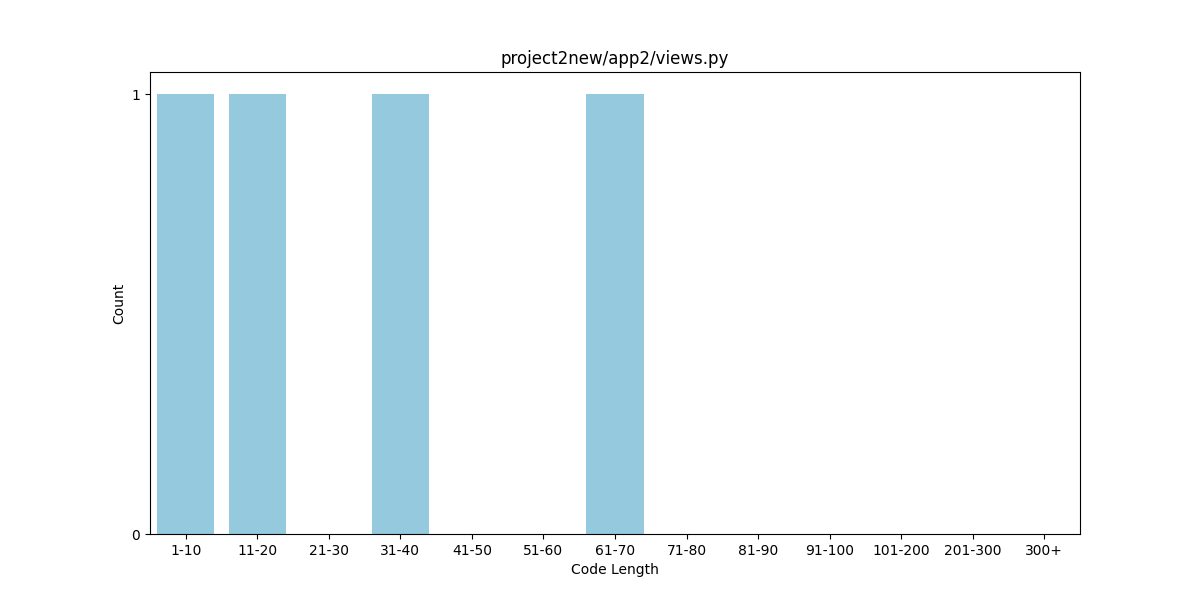 project2new/app2/views.py
1
Count
0
1-10 11-20 21-30 31-40 41-50 51-60 61-70 71-80 81-90 91-100 101-200 201-300 300+
Code Length